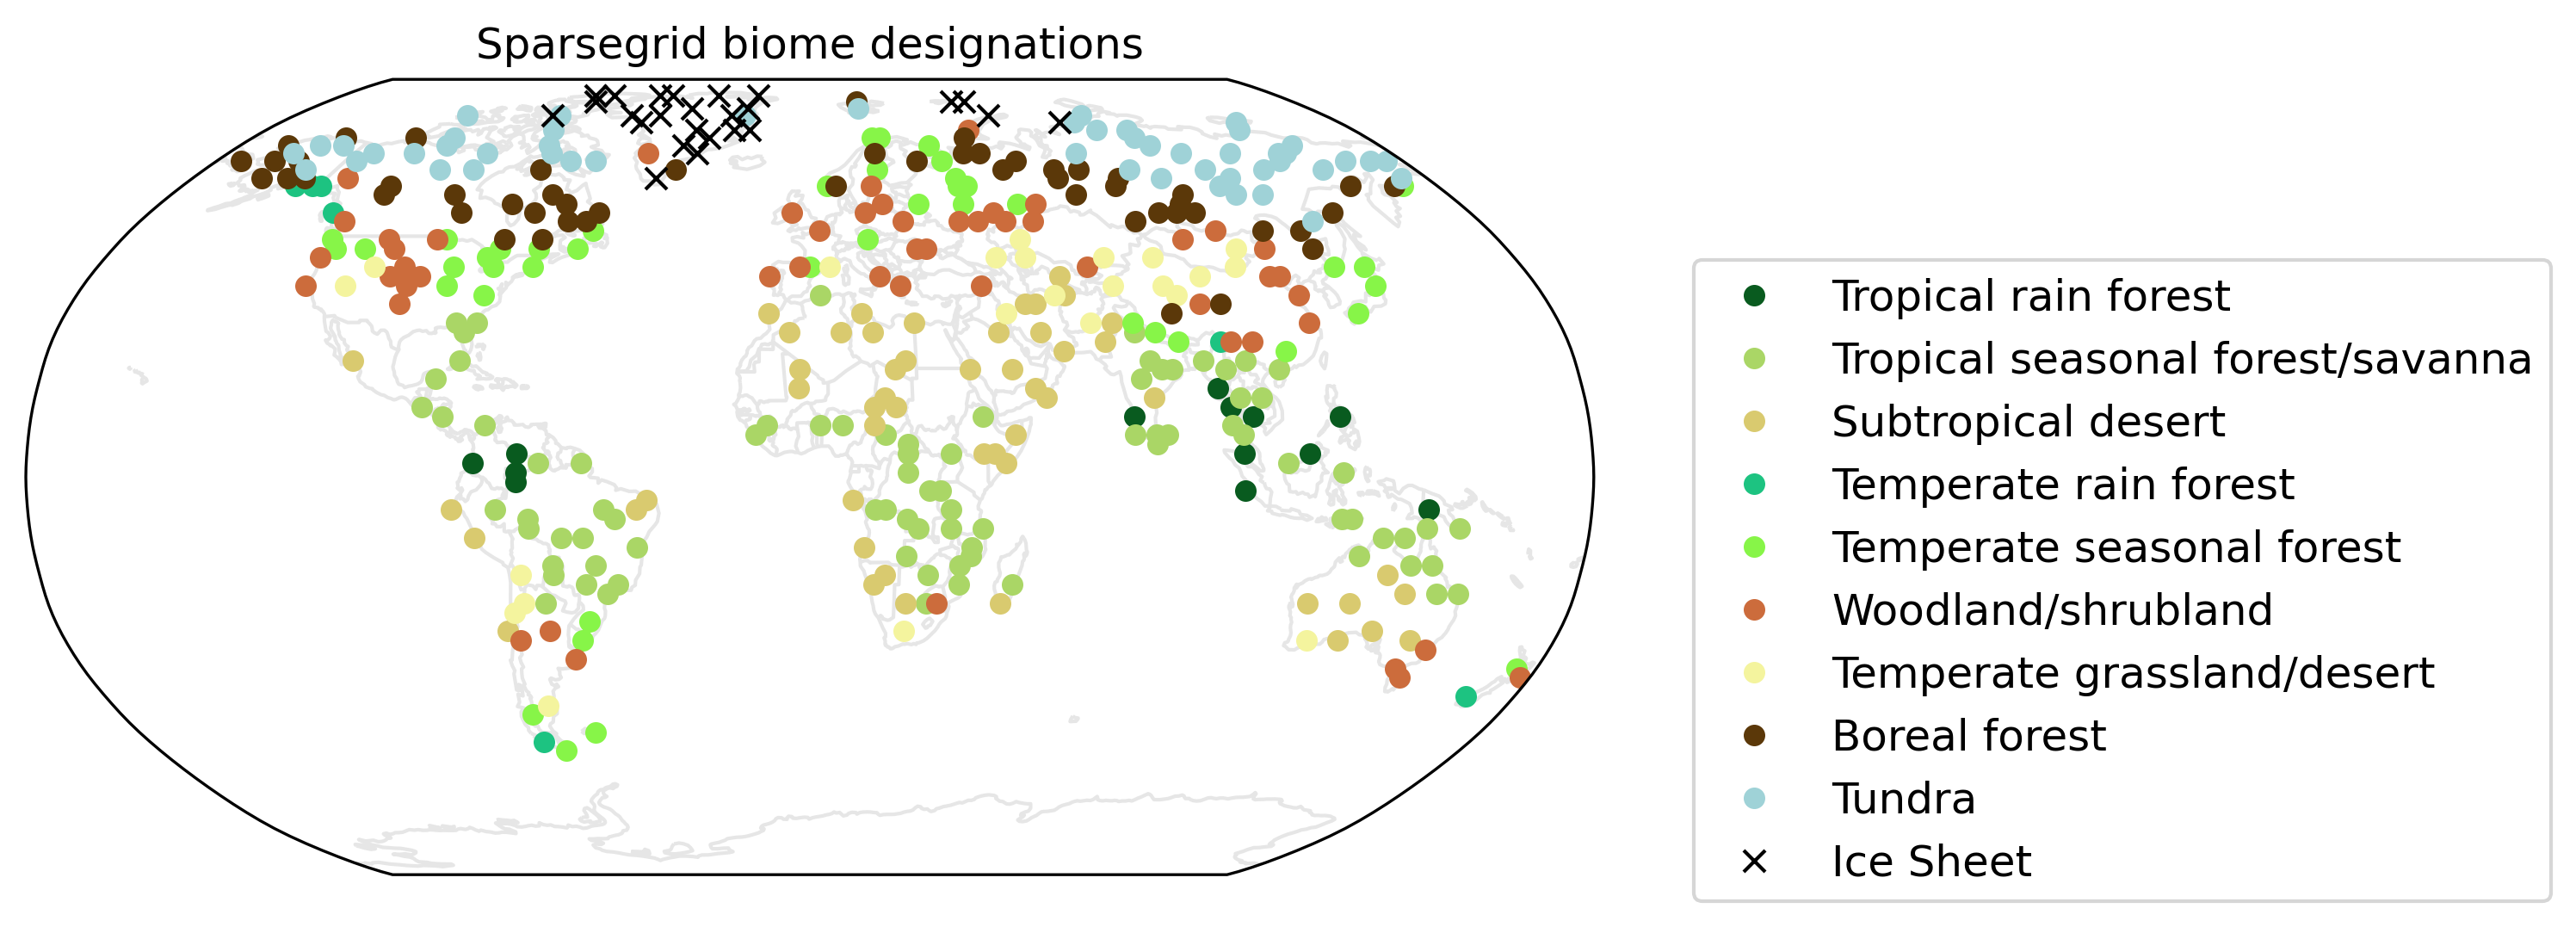 Sparsegrid biome designations
Tropical rain forest
Tropical seasonal forest/savanna
Subtropical desert
Temperate rain forest
Temperate seasonal forest
Woodland/shrubland
Temperate grassland/desert
Boreal forest
Tundra
Ice Sheet